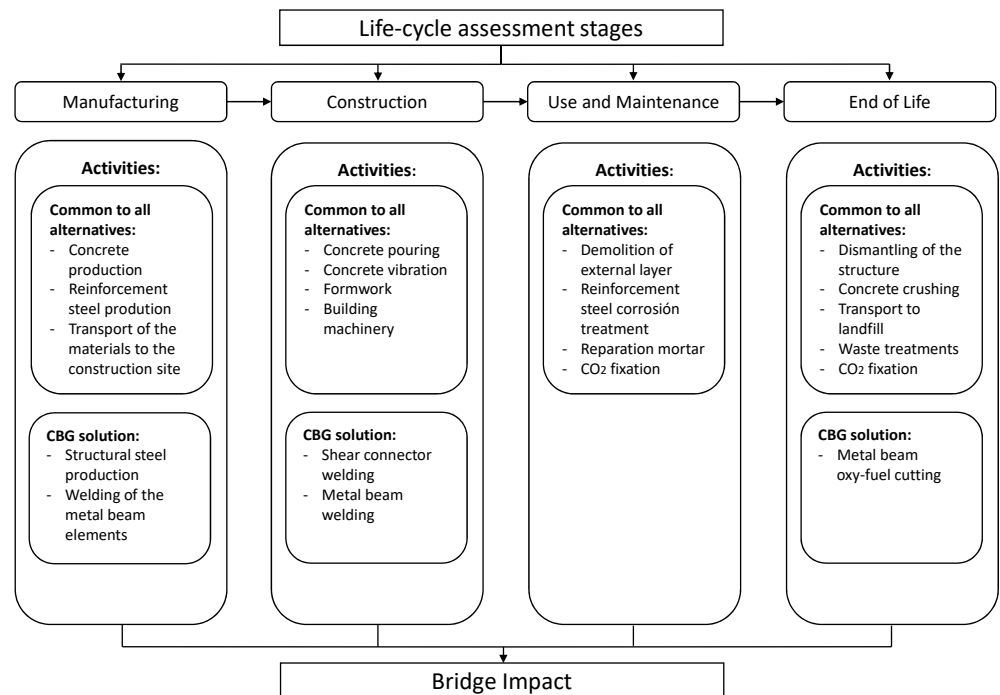 Life-cycle assessment stages
Manufacturing
Construction
Use and Maintenance
End of Life
Activities:
Common to all
alternatives:
- Concrete
production
- Reinforcement
steel prodution
- Transport of the
materials to the
construction site
CBG solution:
- Structural steel
production
- Welding of the
metal beam
elements
Activities:
Common to all
alternatives:
- Concrete pouring
- Concrete vibration
- Formwork
- Building
machinery
CBG solution:
- Shear connector
welding
- Metal beam
welding
Activities:
Common to all
alternatives:
- Demolition of
external layer
- Reinforcement
steel corrosión
treatment
- Reparation mortar
- CO2 fixation
Activities:
Common to all
alternatives:
- Dismantling of the
structure
- Concrete crushing
- Transport to
landfill
- Waste treatments
- CO2 fixation
CBG solution:
- Metal beam
oxy-fuel cutting
Bridge Impact